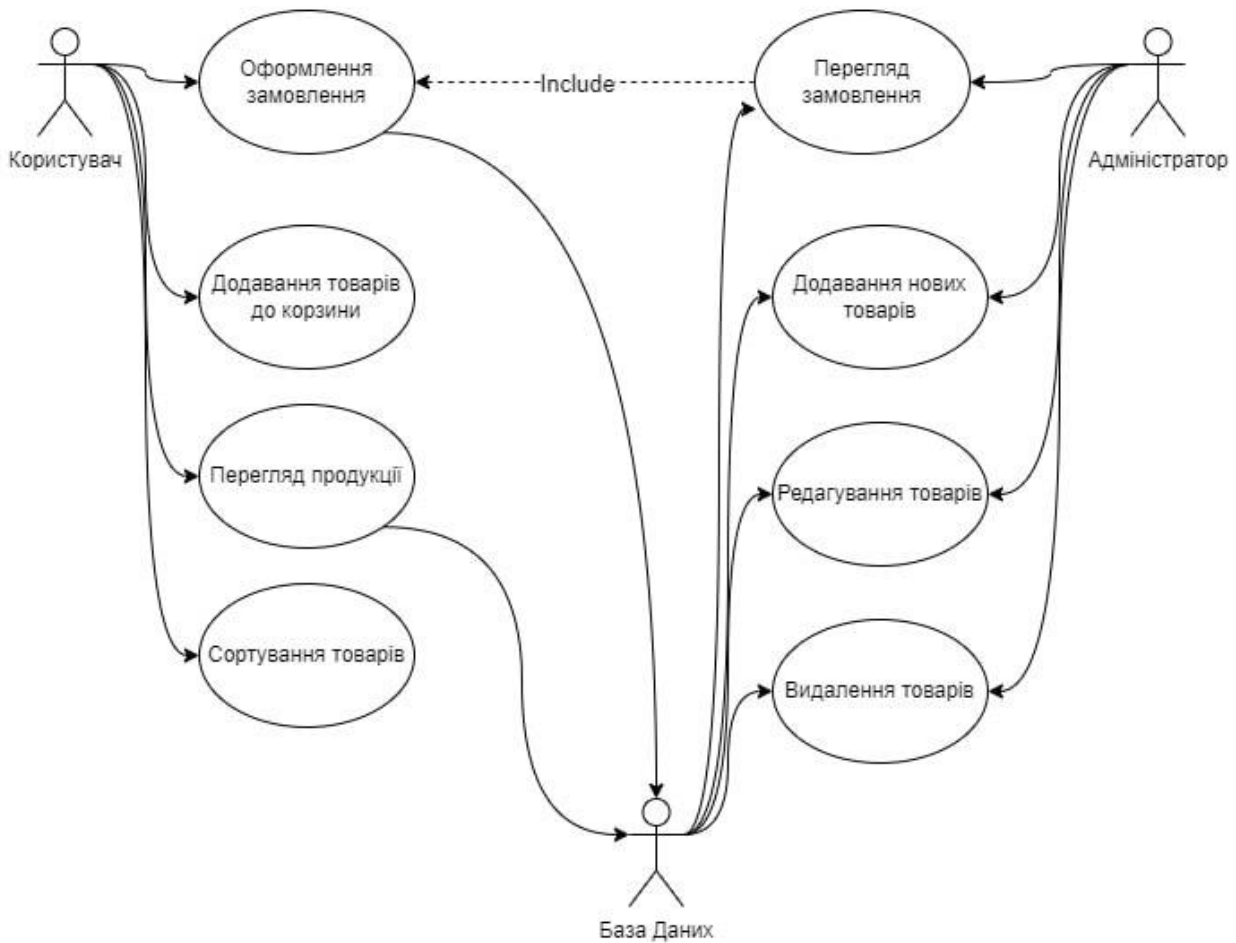 Оформлення
замовлення
Include
Перегляд
замовлення
Користувач
Адміністратор
Додавання товарів
до корзини
Додавання нових
товарів
Перегляд продукції
Редагування товарів
Сортування товарів
Видалення товарів
База Даних